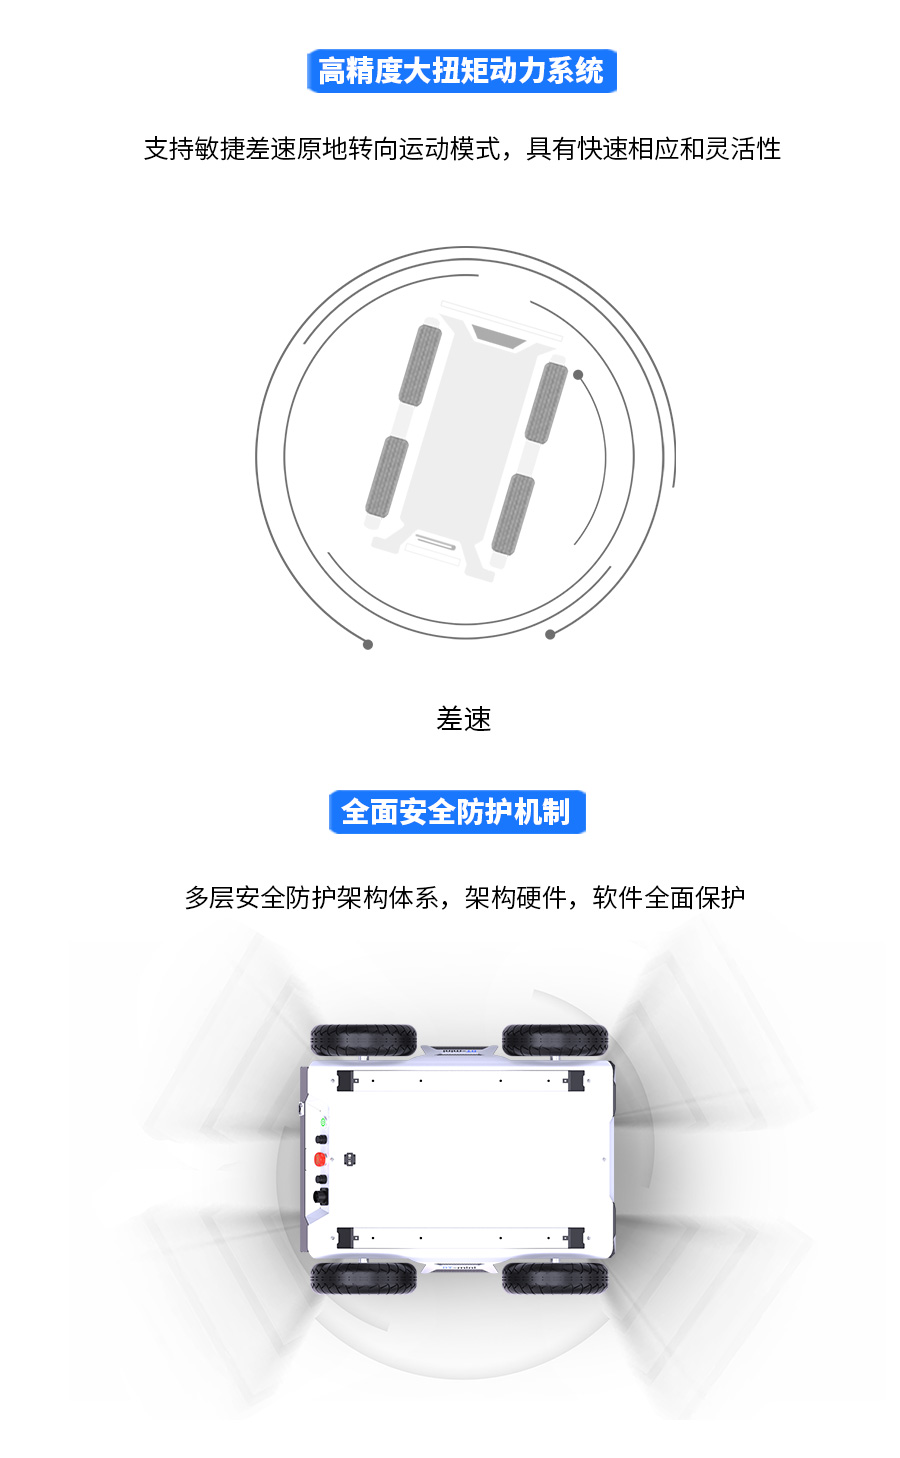 高精度大扭矩动力系统
支持敏捷差速原地转向运动模式，具有快速相应和灵活性
差速
全面安全防护机制
多层安全防护架构体系，架构硬件，软件全面保护